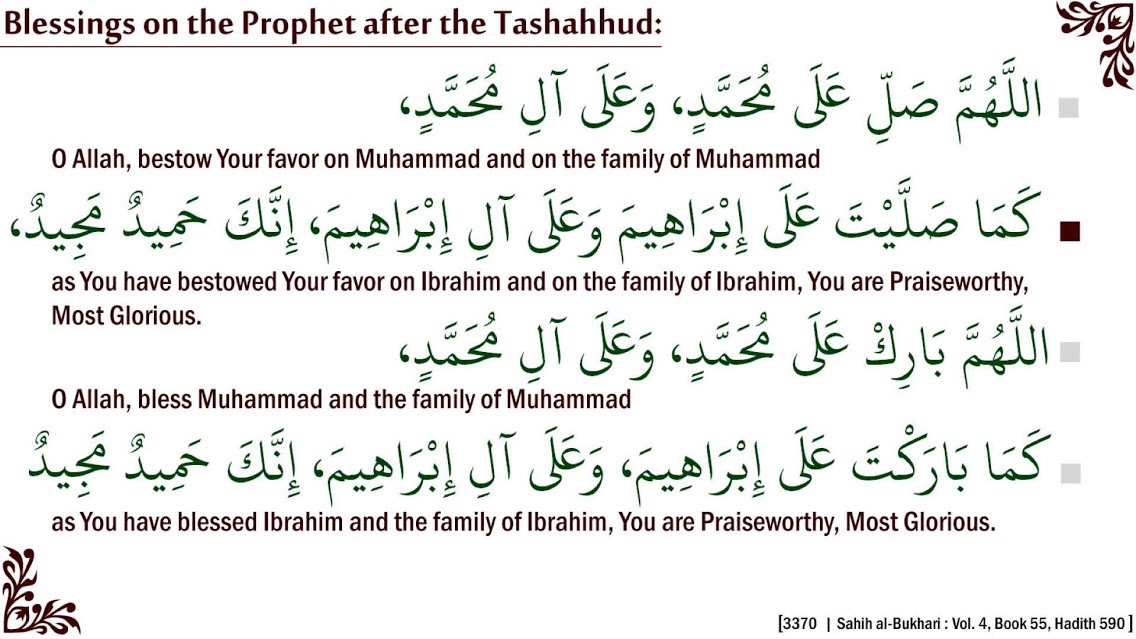 Blessings on the Prophet after the Tashahhud:
اللَّهُمَّ صَلِّ عَلَى مُحَمَّدٍ، وَعَلَى آلِ مُحَمَّدٍ،
O Allah, bestow Your favor on Muhammad and on the family of Muhammad
كَمَا صَلَّيْتَ عَلَى إِبْرَاهِيمَ وَعَلَى آلِ إِبْرَاهِيمَ، إِنَّكَ حَمِيدٌ مَجِيدٌ،
as You have bestowed Your favor on Ibrahim and on the family of Ibrahim, You are Praiseworthy,
Most Glorious.
اللَّهُمَّ بَارِكْ عَلَى مُحَمَّدٍ، وَعَلَى آلِ مُحَمَّدٍ،
O Allah, bless Muhammad and the family of Muhammad
كَمَا بَارَكْتَ عَلَى إِبْرَاهِيمَ، وَعَلَى آلِ إِبْرَاهِيمَ، إِنَّكَ حَمِيدٌ مَجِيدٌ
as You have blessed Ibrahim and the family of Ibrahim, You are Praiseworthy, Most Glorious.
[3370 | Sahih al-Bukhari : Vol. 4, Book 55, Hadith 590 ]